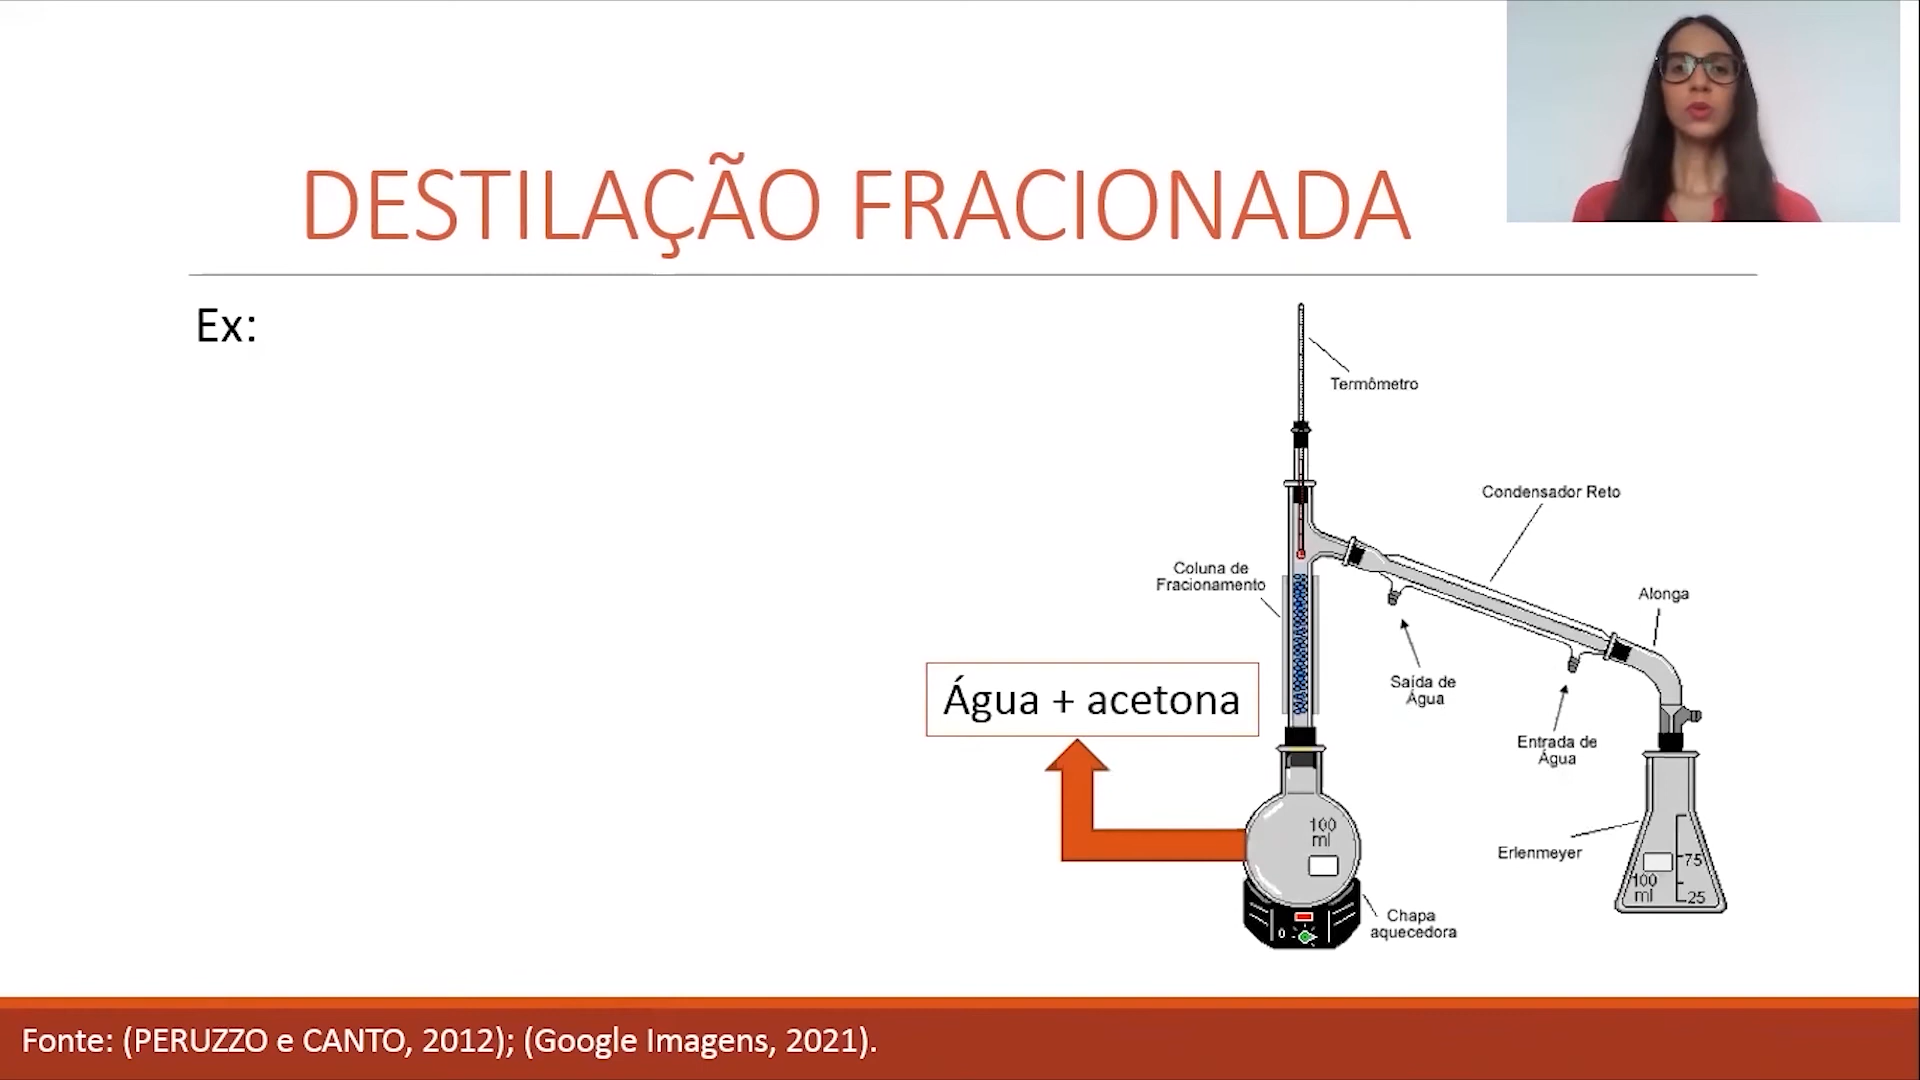 DESTILAÇÃO FRACIONADA
Ex:
Termômetro
Condensador Reto
Coluna de
Fracionamento
Alonga
Saída de
Água
Água + acetona
Entrada de
Água
100
ml
Erlenmeyer
75
100
ml
25
Chapa
aquecedora
0
Fonte: (PERUZZO e CANTO, 2012); (Google Imagens, 2021).